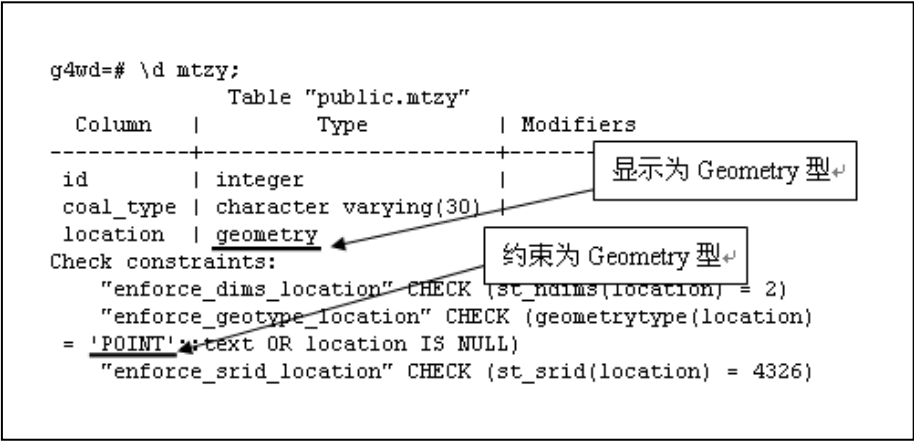 g4wd=# \d mtzy;
Table "public.mtzy"
Column | Type | Modifiers
-----------+-----------------------+-----------
id | integer |
显示为 Geometry 型↵
coal_type | character varying(30) |
location | geometry
约束为 Geometry 型↵
Check constraints:
"enforce_dims_location" CHECK (st_ndims(location) = 2)
"enforce_geotype_location" CHECK (geometrytype(location)
= 'POINT'::text OR location IS NULL)
"enforce_srid_location" CHECK (st_srid(location) = 4326)